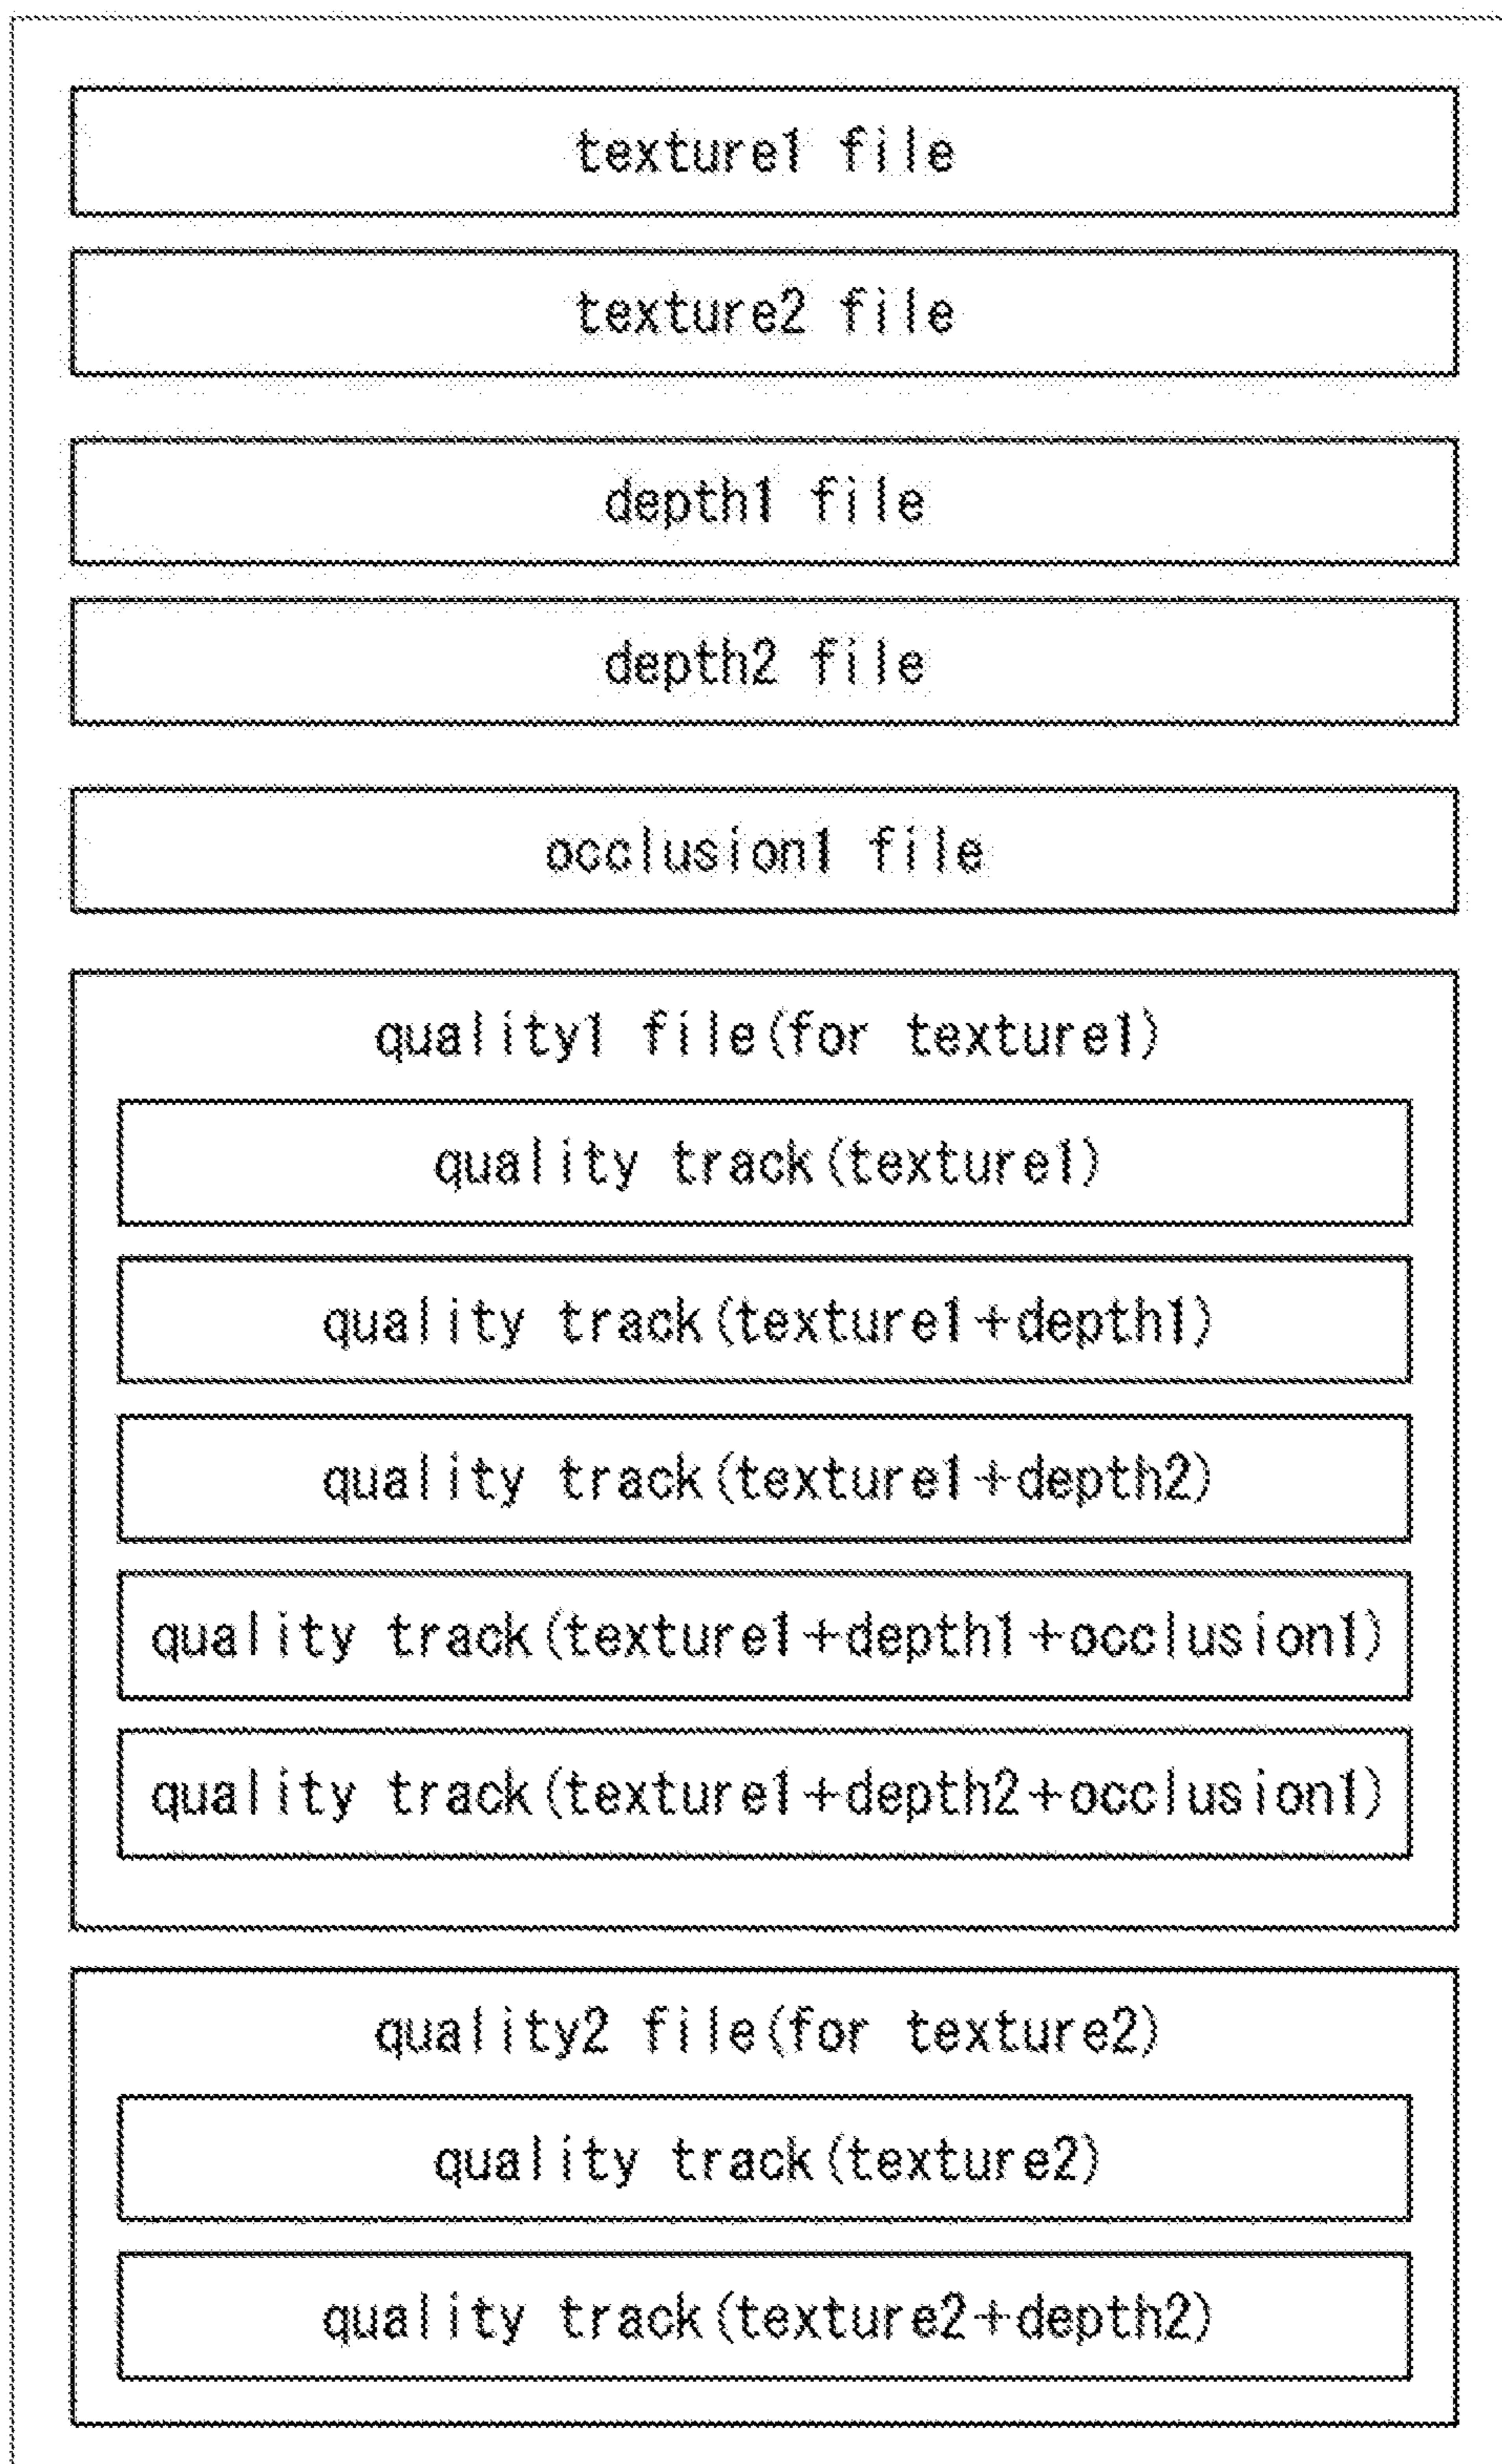 texture1 file
texture2 file
depth1 file
depth2 file
occlusion1 file
quality1 file(for texture1)
quality track(texture1)
quality track(texture1+depth1)
quality track(texture1+depth2)
quality track(texture1+depth1+occlusion1)
quality track(texture1+depth2+occlusion1)
quality2 file(for texture2)
quality track(texture2)
quality track(texture2+depth2)